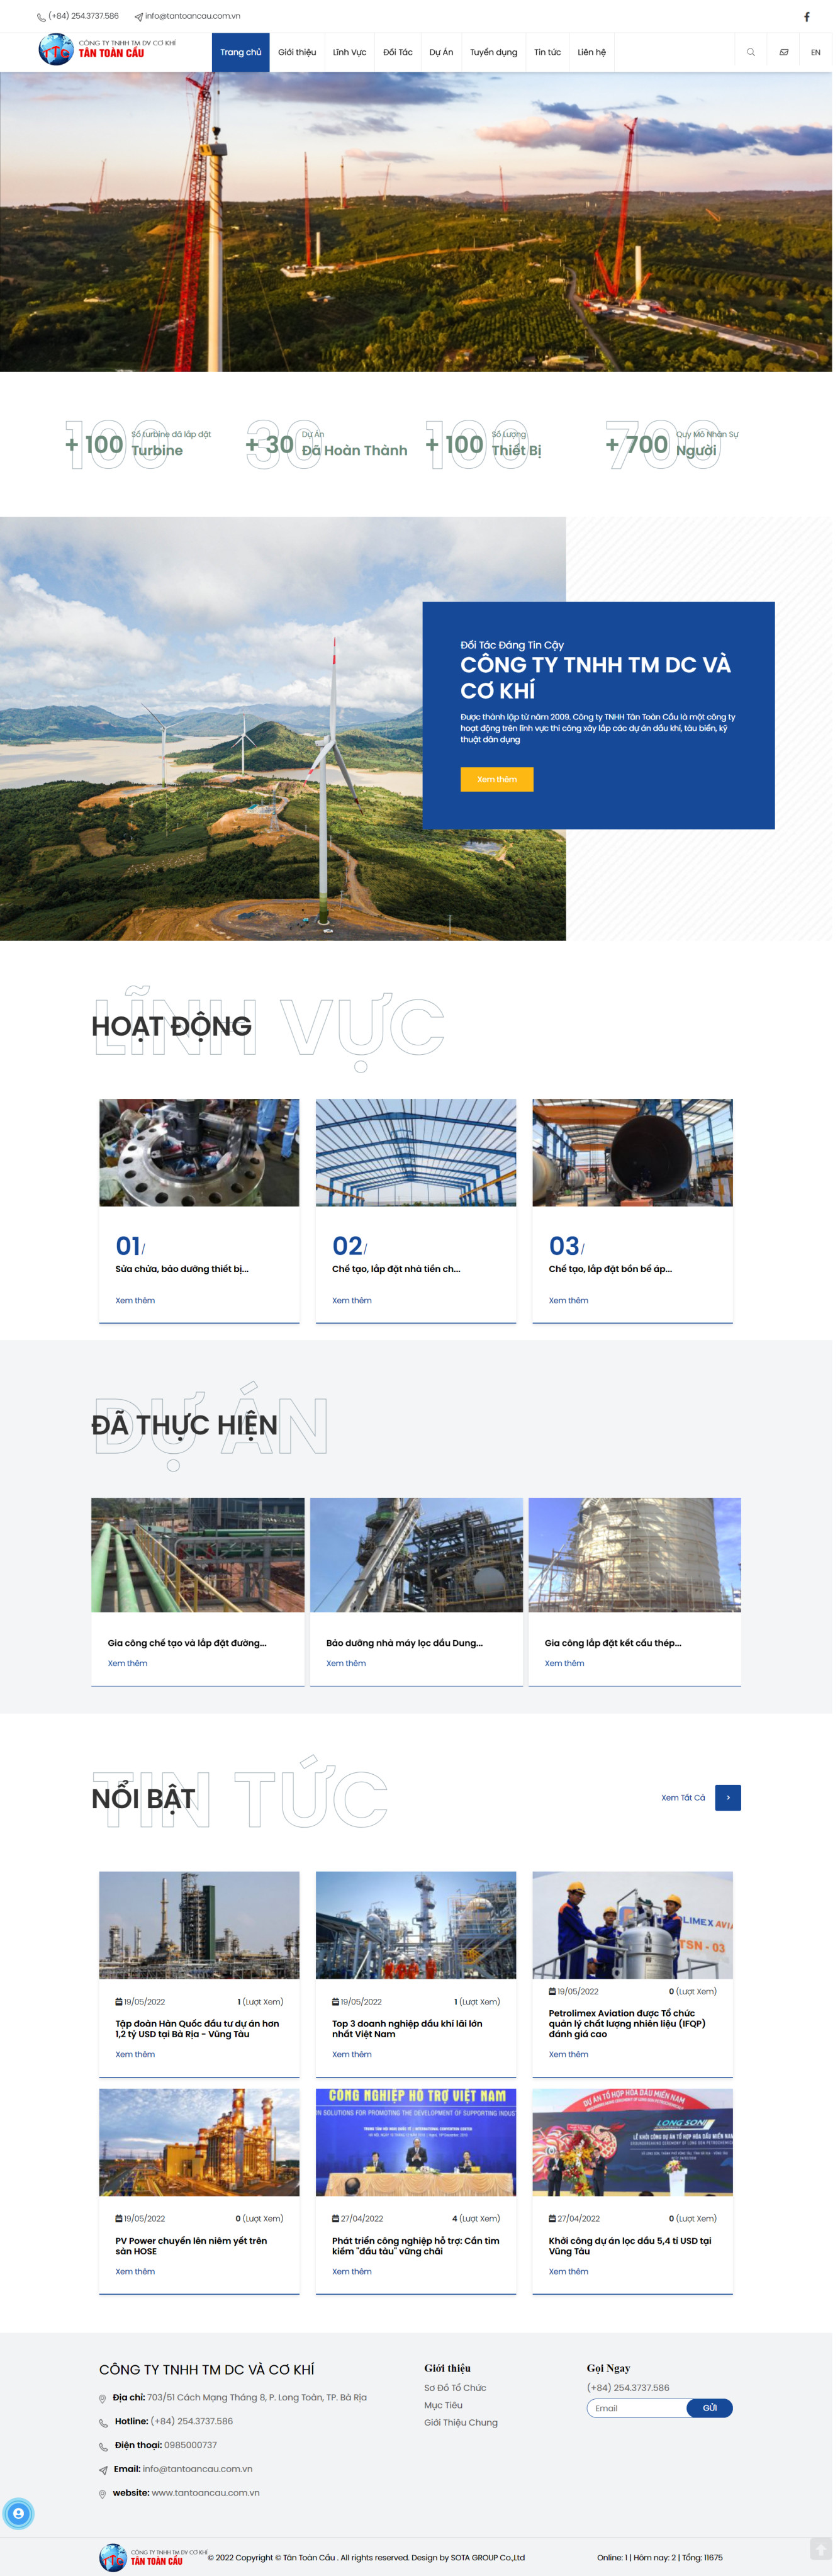 (+84) 254.3737.586
info@tantoancau.com.vn
CÔNG TY TNHH TM DV CƠ KHÍ
TÂN TOÀN CẦU
Trang chủ
Giới thiệu
Lĩnh Vực
Đối Tác
Dự Án
Tuyển dụng
Tin tức
Liên hệ
EN
100
+ 100
Số turbine đã lắp đặt
Turbine
30
+ 30
Dự Án
Đã Hoàn Thành
100
+ 100
Số Lượng
Thiết Bị
700
+ 700
Quy Mô Nhân Sự
Người
Đối Tác Đáng Tin Cậy
CÔNG TY TNHH TM DC VÀ
CƠ KHÍ
Được thành lập từ năm 2009. Công ty TNHH Tân Toàn Cầu là một công ty
hoạt động trên lĩnh vực thi công xây lắp các dự án dầu khí, tàu biển, kỹ
thuật dân dụng
Xem thêm
LĨNH VỰC
HOẠT ĐỘNG
01/
Sửa chữa, bảo dưỡng thiết bị...
Xem thêm
02/
Chế tạo, lắp đặt nhà tiền ch...
Xem thêm
03/
Chế tạo, lắp đặt bồn bể áp...
Xem thêm
DỰ ÁN
ĐÃ THỰC HIỆN
Gia công chế tạo và lắp đặt đường...
Xem thêm
Bảo dưỡng nhà máy lọc dầu Dung...
Xem thêm
Gia công lắp đặt kết cấu thép...
Xem thêm
TIN TỨC
NỔI BẬT
Xem Tất Cả
LIMEX AVIA
TSN - 03
19/05/2022
1 (Lượt Xem)
Tập đoàn Hàn Quốc đầu tư dự án hơn
1,2 tỷ USD tại Bà Rịa - Vũng Tàu
Xem thêm
19/05/2022
1 (Lượt Xem)
Top 3 doanh nghiệp dầu khí lãi lớn
nhất Việt Nam
Xem thêm
19/05/2022
0 (Lượt Xem)
Petrolimex Aviation được Tổ chức
quản lý chất lượng nhiên liệu (IFQP)
đánh giá cao
Xem thêm
CÔNG NGHIỆP HỖ TRỢ VIỆT NAM
N SOLUTIONS FOR PROMOTING THE DEVELOPMENT OF SUPPORTING INDUS
DỰ ÁN TỔ HỢP HÓA DẦU MIỀN NAM
LONG SON
LỄ KHỞI CÔNG DỰ ÁN TỔ HỢP HÓA DẦU MIỀN NA
19/05/2022
0 (Lượt Xem)
PV Power chuyển lên niêm yết trên
sàn HOSE
Xem thêm
27/04/2022
4 (Lượt Xem)
Phát triển công nghiệp hỗ trợ: Cần tìm
kiếm "đầu tàu" vững chãi
Xem thêm
27/04/2022
0 (Lượt Xem)
Khởi công dự án lọc dầu 5,4 tỉ USD tại
Vũng Tàu
Xem thêm
CÔNG TY TNHH TM DC VÀ CƠ KHÍ
Địa chỉ: 703/51 Cách Mạng Tháng 8, P. Long Toàn, TP. Bà Rịa
Hotline: (+84) 254.3737.586
Điện thoại: 0985000737
Email: info@tantoancau.com.vn
website: www.tantoancau.com.vn
Giới thiệu
Sơ Đồ Tổ Chức
Mục Tiêu
Giới Thiệu Chung
Gọi Ngay
(+84) 254.3737.586
Email
GỬI
CÔNG TY TNHH TM DV CƠ KHÍ
TÂN TOÀN CẦU
© 2022 Copyright © Tân Toàn Cầu . All rights reserved. Design by SOTA GROUP Co.,Ltd
Online: 1 | Hôm nay: 2 | Tổng: 11675